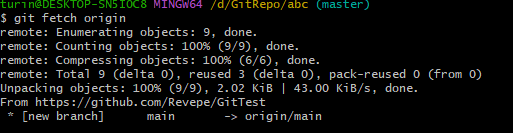 turin@DESKTOP-SN5IOC8 MINGW64 /d/GitRepo/abc (master)
$ git fetch origin
remote: Enumerating objects: 9, done.
remote: Counting objects: 100% (9/9), done.
remote: Compressing objects: 100% (6/6), done.
remote: Total 9 (delta 0), reused 3 (delta 0), pack-reused 0 (from 0)
Unpacking objects: 100% (9/9), 2.02 KiB | 43.00 KiB/s, done.
From https://github.com/Revepe/GitTest
 * [new branch]      main       -> origin/main